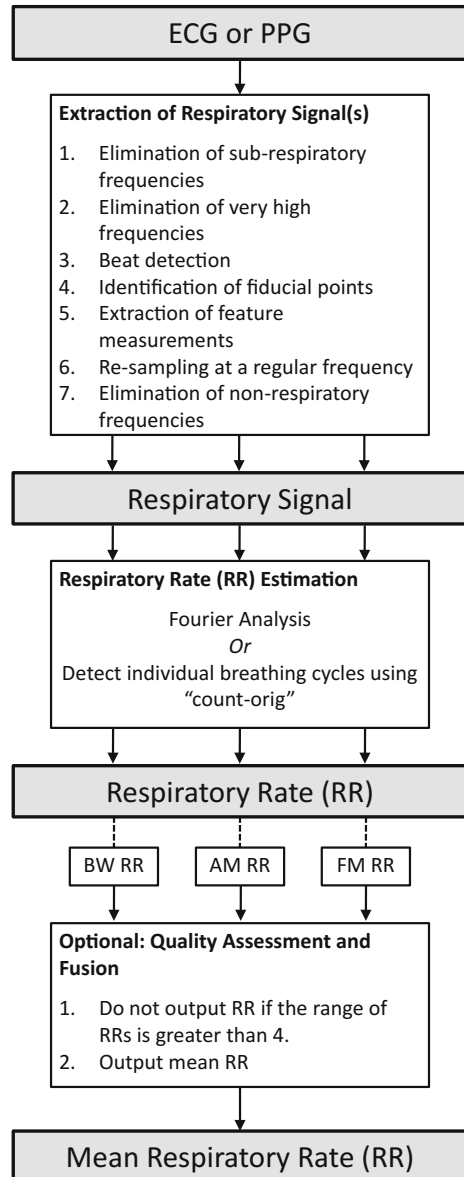 ECG or PPG
Extraction of Respiratory Signal(s)
1. Elimination of sub-respiratory
frequencies
2. Elimination of very high
frequencies
3. Beat detection
4. Identification of fiducial points
5. Extraction of feature
measurements
6. Re-sampling at a regular frequency
7. Elimination of non-respiratory
frequencies
Respiratory Signal
Respiratory Rate (RR) Estimation
Fourier Analysis
Or
Detect individual breathing cycles using
“count-orig”
Respiratory Rate (RR)
BW RR
AM RR
FM RR
Optional: Quality Assessment and
Fusion
1. Do not output RR if the range of
RRs is greater than 4.
2. Output mean RR
Mean Respiratory Rate (RR)